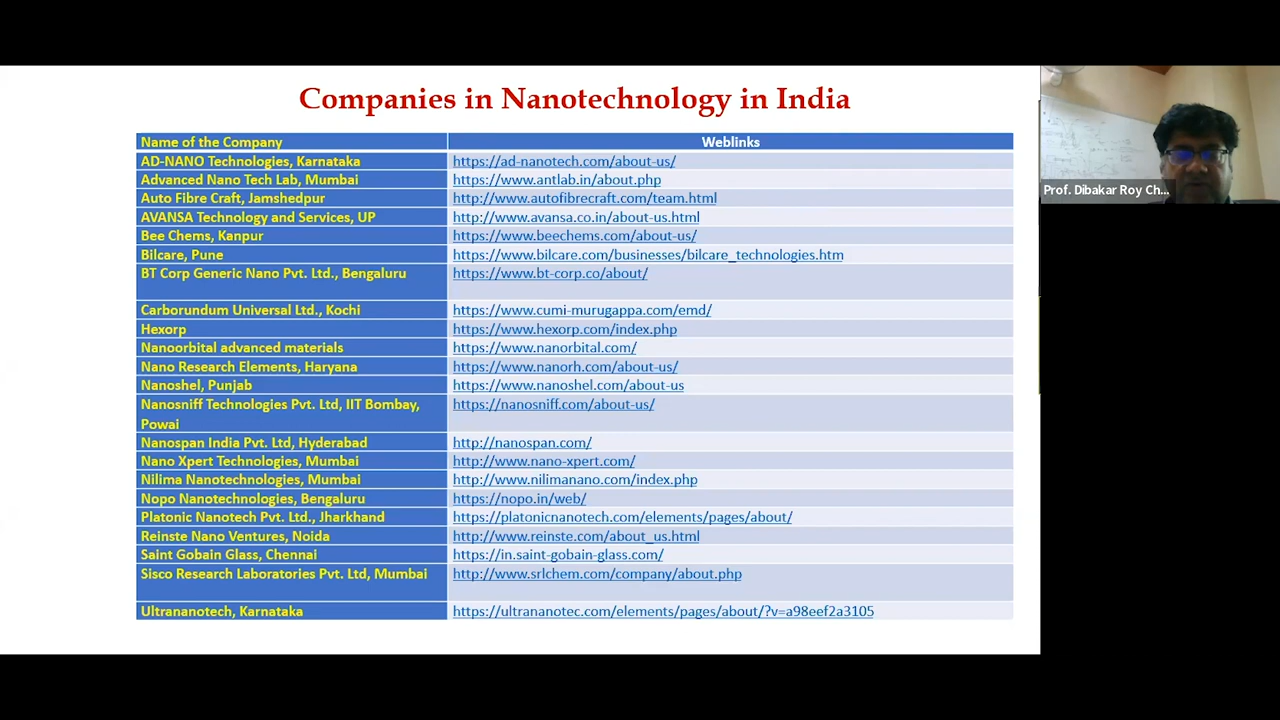 Companies in Nanotechnology in India
Name of the Company Weblinks
AD-NANO Technologies, Karnataka https://ad-nanotech.com/about-us/
Advanced Nano Tech Lab, Mumbai https://www.antlab.in/about.php
Auto Fibre Craft, Jamshedpur http://www.autofibrecraft.com/team.html
AVANSA Technology and Services, UP http://www.avansa.co.in/about-us.html
Bee Chems, Kanpur https://www.beechems.com/about-us/
Bilcare, Pune https://www.bilcare.com/businesses/bilcare_technologies.htm
BT Corp Generic Nano Pvt. Ltd., Bengaluru https://www.bt-corp.co/about/
Carborundum Universal Ltd., Kochi https://www.cumi-murugappa.com/emd/
Hexorp https://www.hexorp.com/index.php
Nanoorbital advanced materials https://www.nanorbital.com/
Nano Research Elements, Haryana https://www.nanorh.com/about-us/
Nanoshel, Punjab https://www.nanoshel.com/about-us
Nanosniff Technologies Pvt. Ltd, IIT Bombay, https://nanosniff.com/about-us/
Powai
Nanospan India Pvt. Ltd, Hyderabad http://nanospan.com/
Nano Xpert Technologies, Mumbai http://www.nano-xpert.com/
Nilima Nanotechnologies, Mumbai http://www.nilimanano.com/index.php
Nopo Nanotechnologies, Bengaluru https://nopo.in/web/
Platonic Nanotech Pvt. Ltd., Jharkhand https://platonicnanotech.com/elements/pages/about/
Reinste Nano Ventures, Noida http://www.reinste.com/about_us.html
Saint Gobain Glass, Chennai https://in.saint-gobain-glass.com/
Sisco Research Laboratories Pvt. Ltd, Mumbai http://www.srlchem.com/company/about.php
Ultrananotech, Karnataka https://ultrananotec.com/elements/pages/about/?v=a98eef2a3105
Prof. Dibakar Roy Ch...